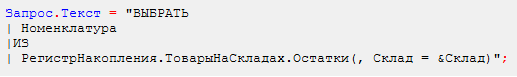 Запрос.Текст = "ВЫБРАТЬ
| Номенклатура
|ИЗ
| РегистрНакопления.ТоварыНаСкладах.Остатки(, Склад = &Склад)";